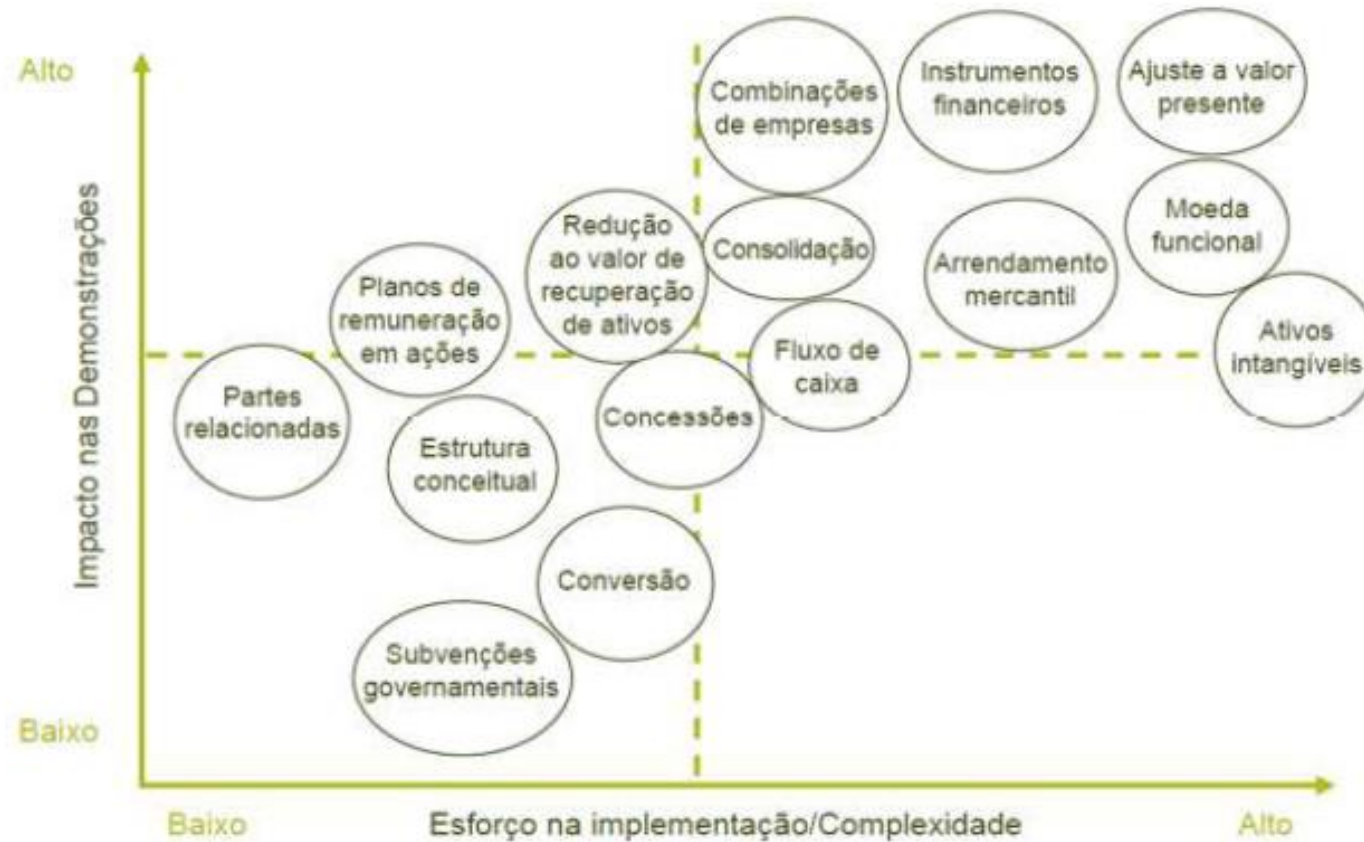 Alto
Impacto nas Demonstrações
Baixo
Combinações
de empresas
Instrumentos
financeiros
Ajuste a valor
presente
Redução
ao valor de
recuperação
de ativos
Consolidação
Moeda
funcional
Planos de
remuneração
em ações
Arrendamento
mercantil
Ativos
intangíveis
Fluxo de
caixa
Partes
relacionadas
Concessões
Estrutura
conceitual
Conversão
Subvenções
governamentais
Baixo
Esforço na implementação/Complexidade
Alto